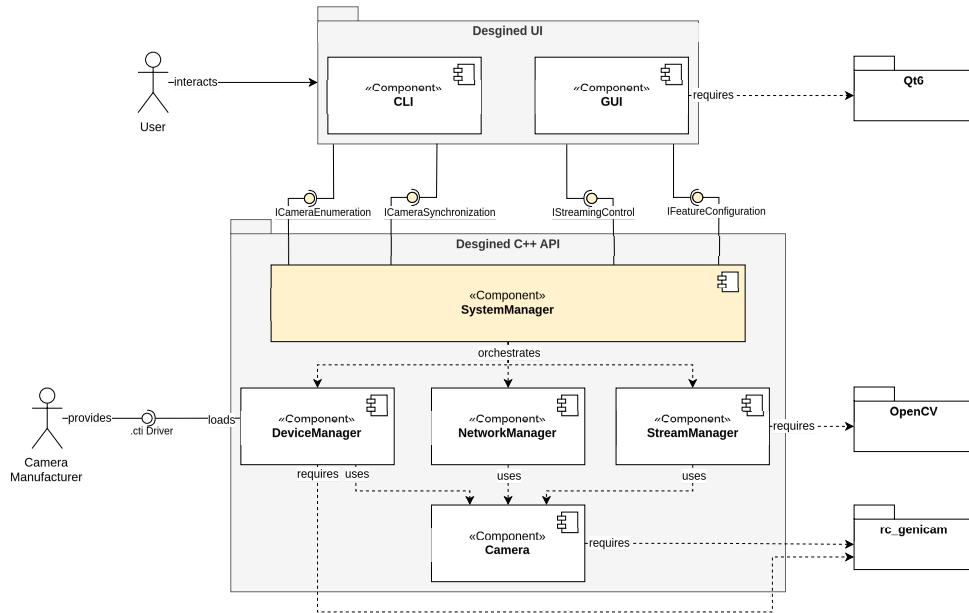 Desgined UI
«Component»
CLI
«Component»
GUI
interacts
User
requires
Qt6
ICameraEnumeration
ICameraSynchronization
IStreamingControl
IFeatureConfiguration
Desgined C++ API
«Component»
SystemManager
orchestrates
Camera
Manufacturer
provides
.cti Driver
loads
«Component»
DeviceManager
«Component»
NetworkManager
«Component»
StreamManager
requires
OpenCV
requires
uses
uses
uses
«Component»
Camera
requires
rc_genicam